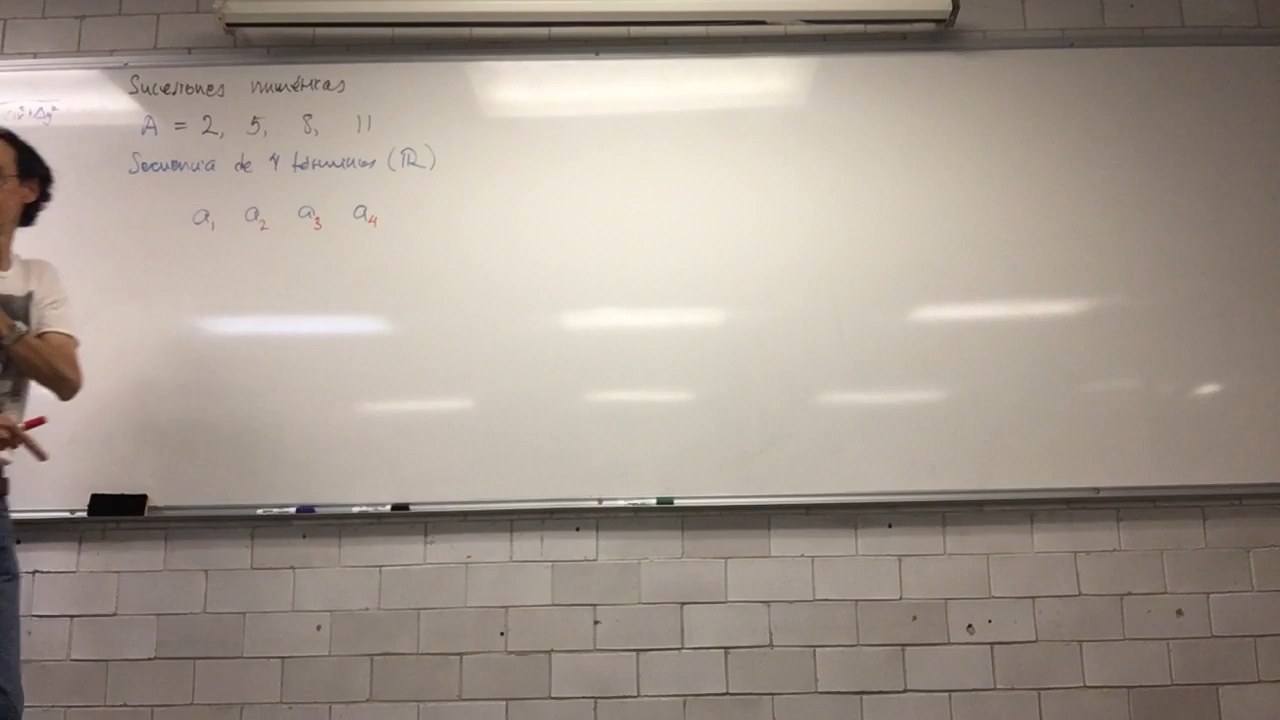 Sucesiones numéricas
A = 2, 5, 8, 11
Secuencia de 4 términos (ℝ)
a₁ a₂ a₃ a₄